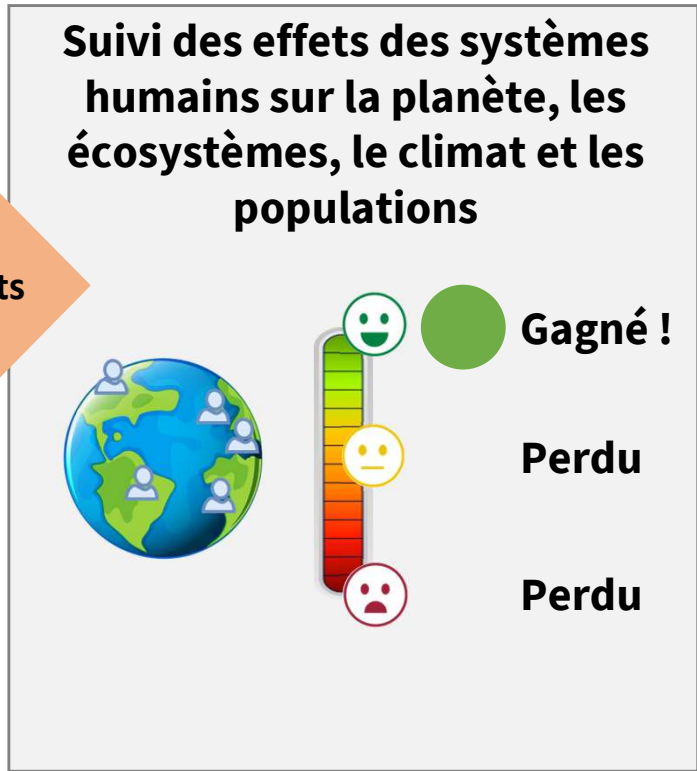 Suivi des effets des systèmes
humains sur la planète, les
écosystèmes, le climat et les
populations
ts
Gagné !
Perdu
Perdu